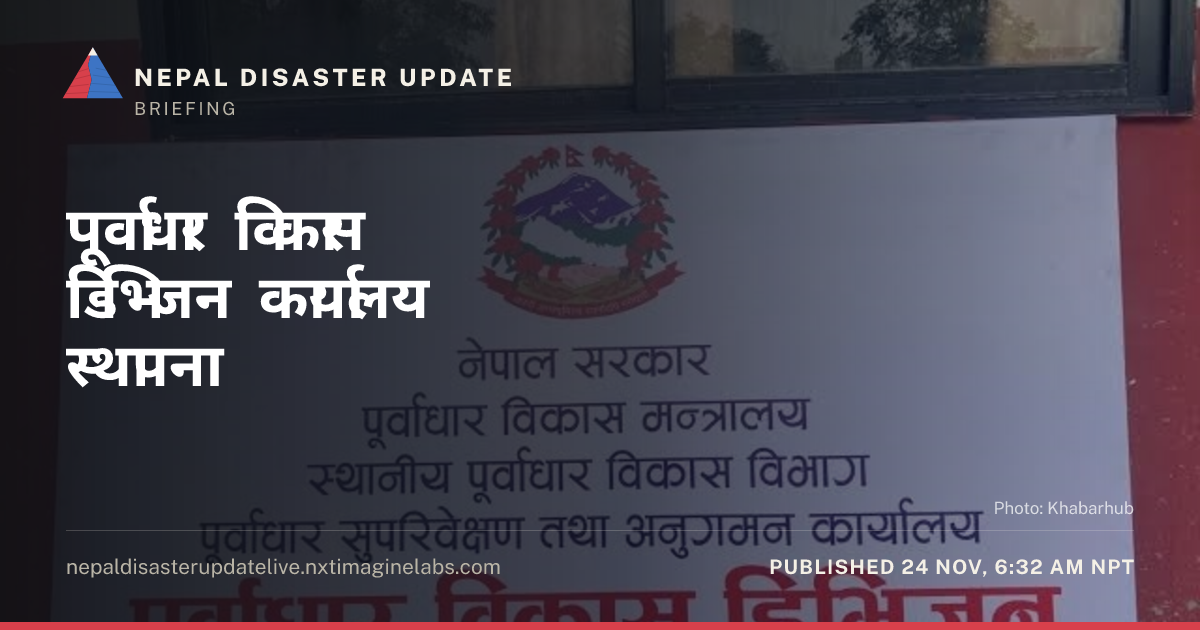 NEPAL DISASTER UPDATE
BRIEFING
पूर्वाधार विकास
डिभिजन कार्यालय
स्थापना
नेपाल सरकार
पूर्वाधार विकास मन्त्रालय
स्थानीय पूर्वाधार विकास विभाग
Photo: Khabarhub
पूर्वाधार सुपरिवेक्षण तथा अनुगमन कार्यालय
nepaldisasterupdatelive.nxtimaginelabs.com
PUBLISHED 24 NOV, 6:32 AM NPT
पूर्वाधार विकास डिभिजन